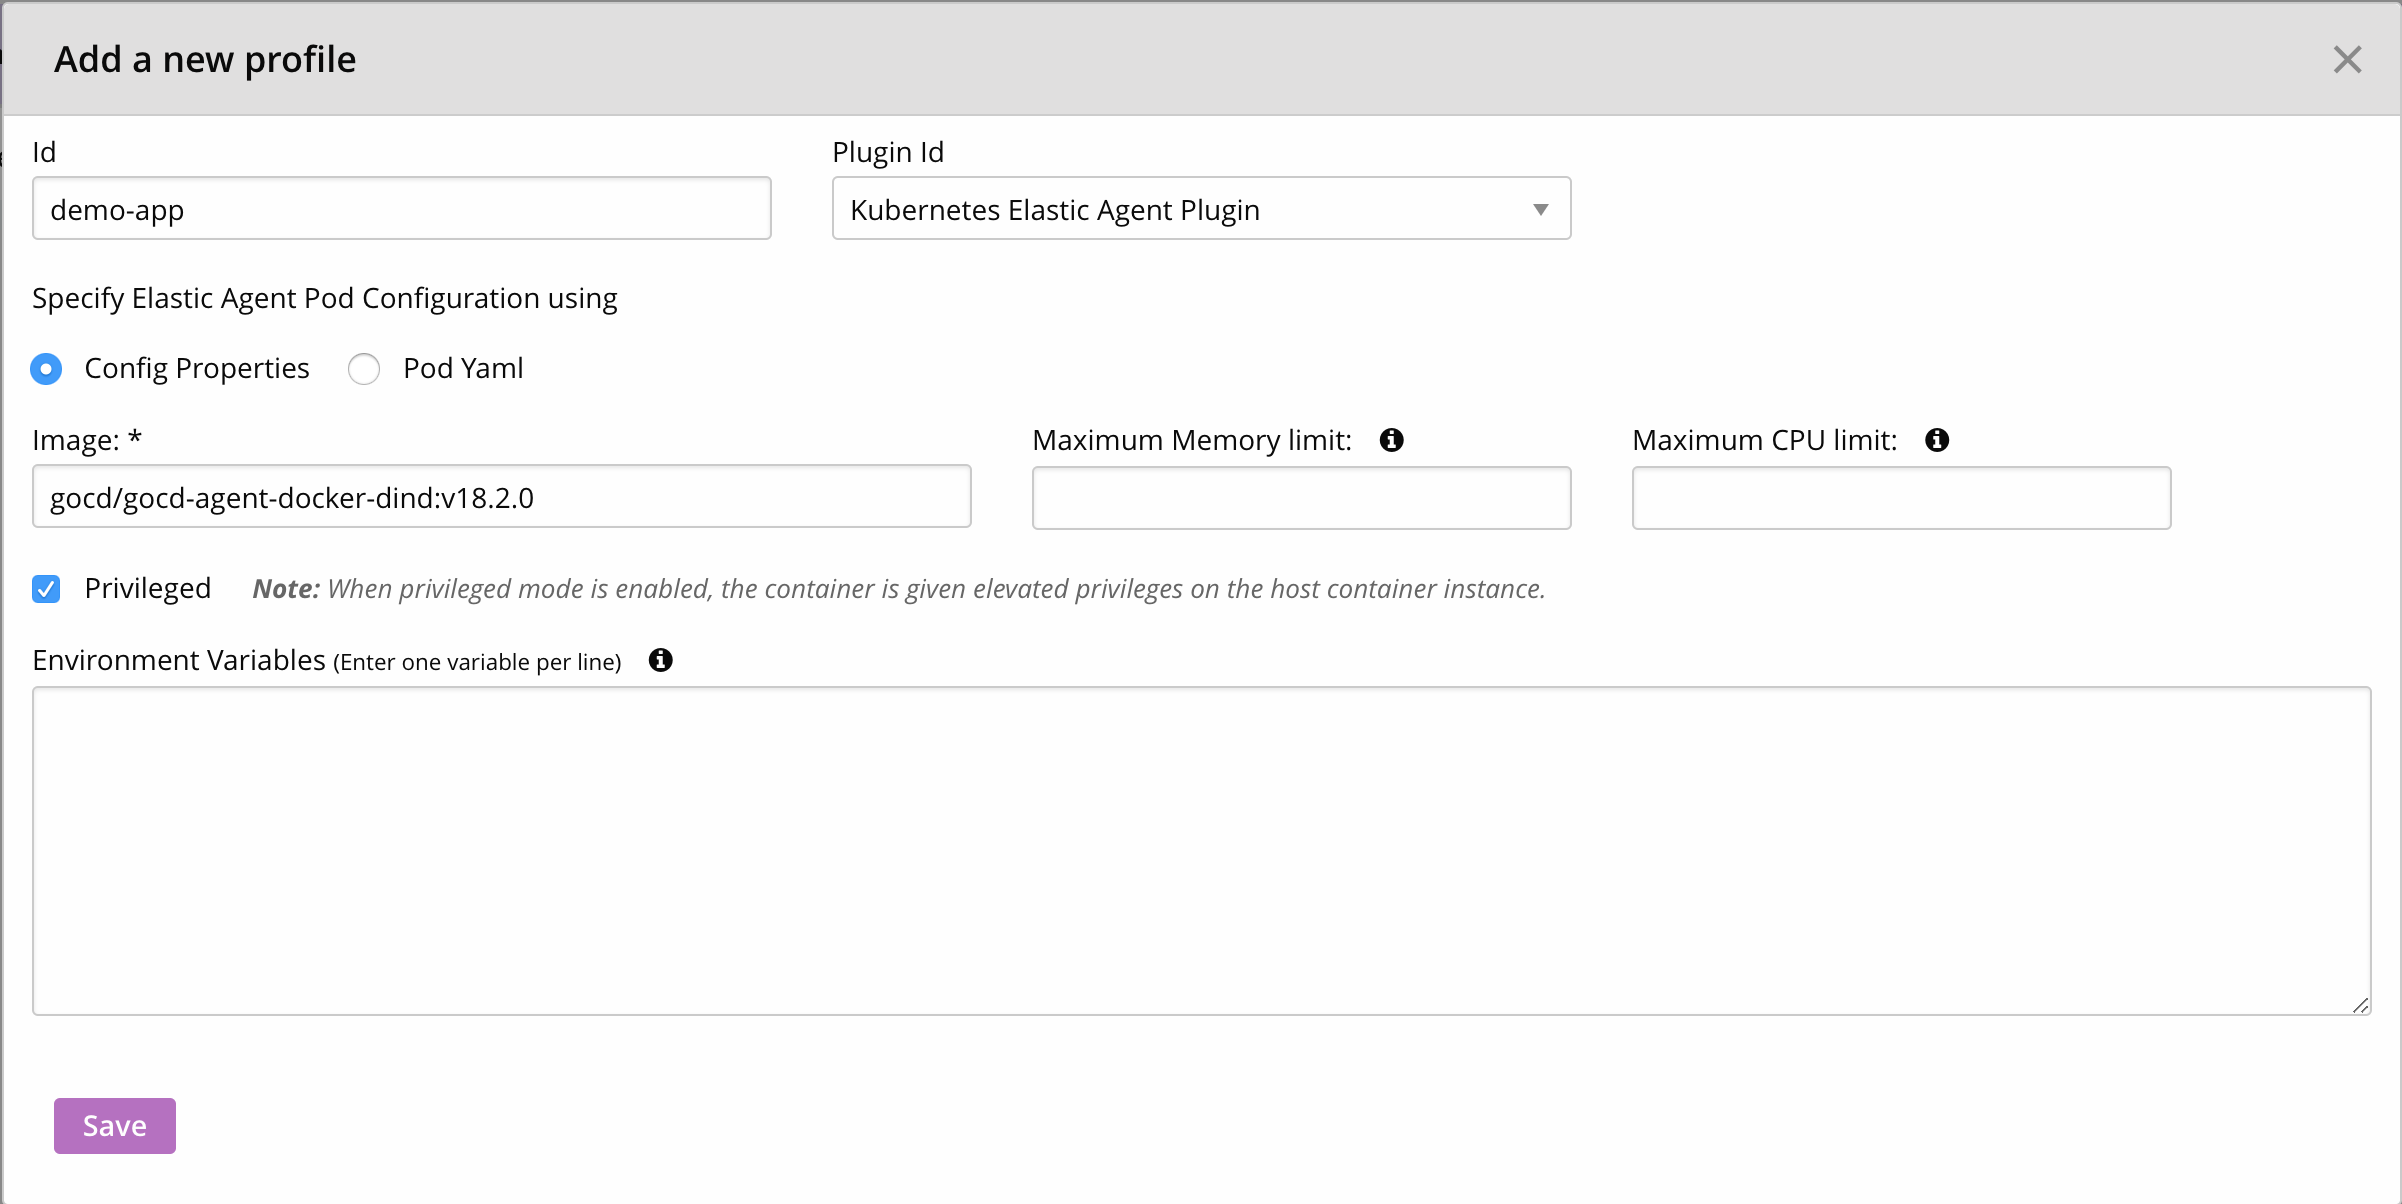 Add a new profile
Id
Plugin Id
demo-app
Kubernetes Elastic Agent Plugin
Specify Elastic Agent Pod Configuration using
Config Properties
Pod Yaml
Image: *
Maximum Memory limit:
Maximum CPU limit:
gocd/gocd-agent-docker-dind:v18.2.0
Privileged
Note: When privileged mode is enabled, the container is given elevated privileges on the host container instance.
Environment Variables (Enter one variable per line)
Save